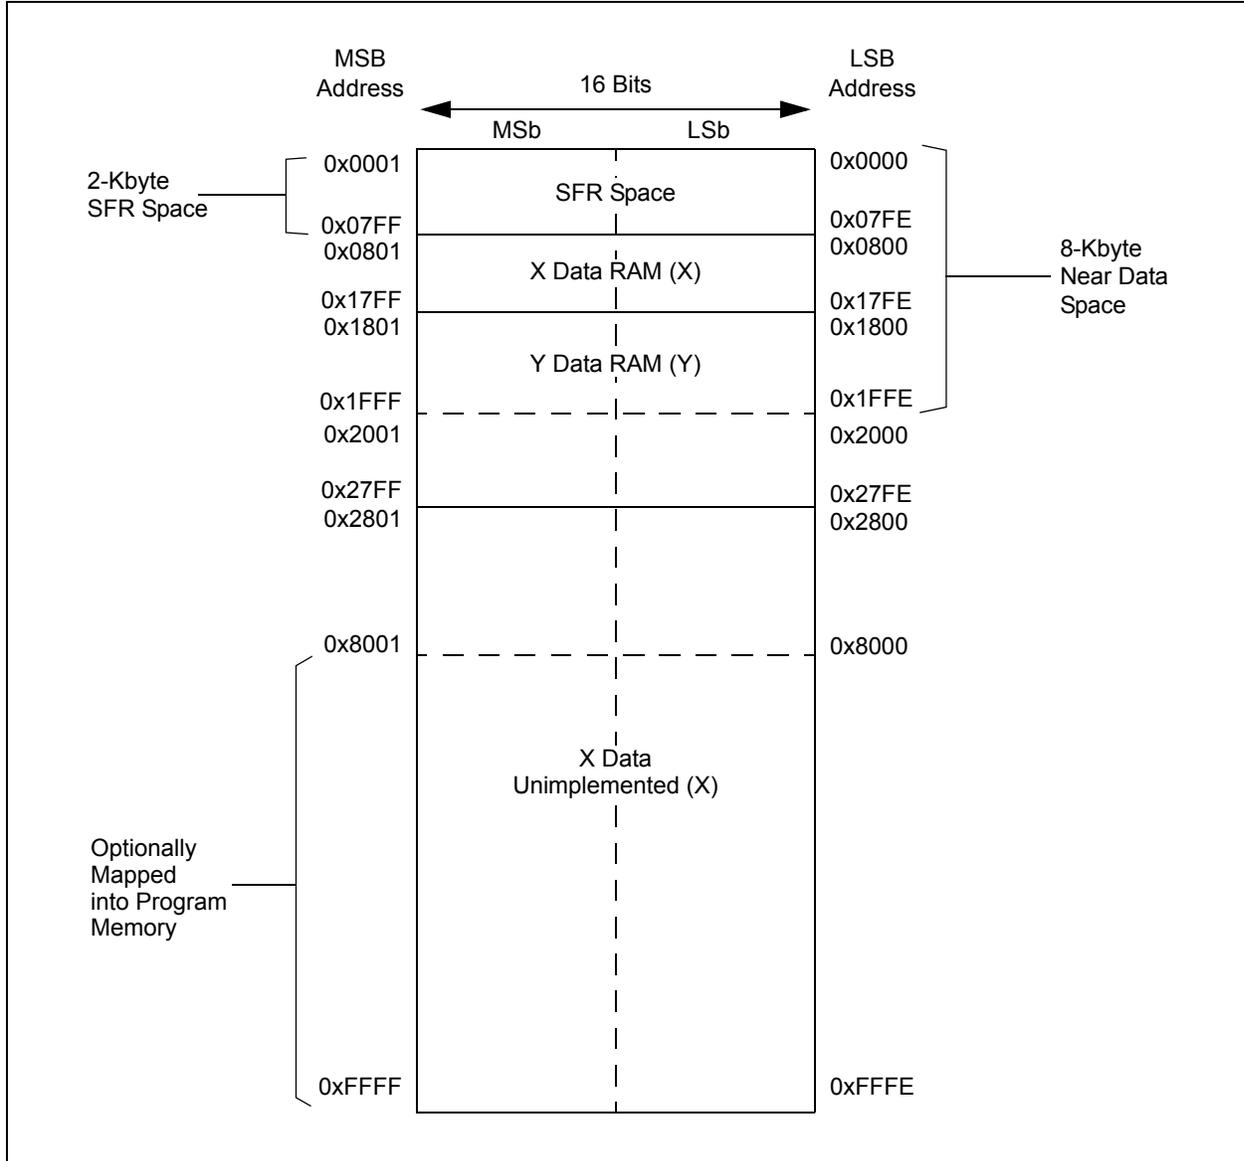 MSB
Address
LSB
Address
16 Bits
MSb
LSb
0x0001
0x0000
2-Kbyte
SFR Space
SFR Space
0x07FF
0x07FE
0x0801
0x0800
8-Kbyte
Near Data
Space
X Data RAM (X)
0x17FF
0x17FE
0x1801
0x1800
Y Data RAM (Y)
0x1FFF
0x1FFE
0x2001
0x2000
0x27FF
0x27FE
0x2801
0x2800
0x8001
0x8000
X Data
Unimplemented (X)
Optionally
Mapped
into Program
Memory
0xFFFF
0xFFFE